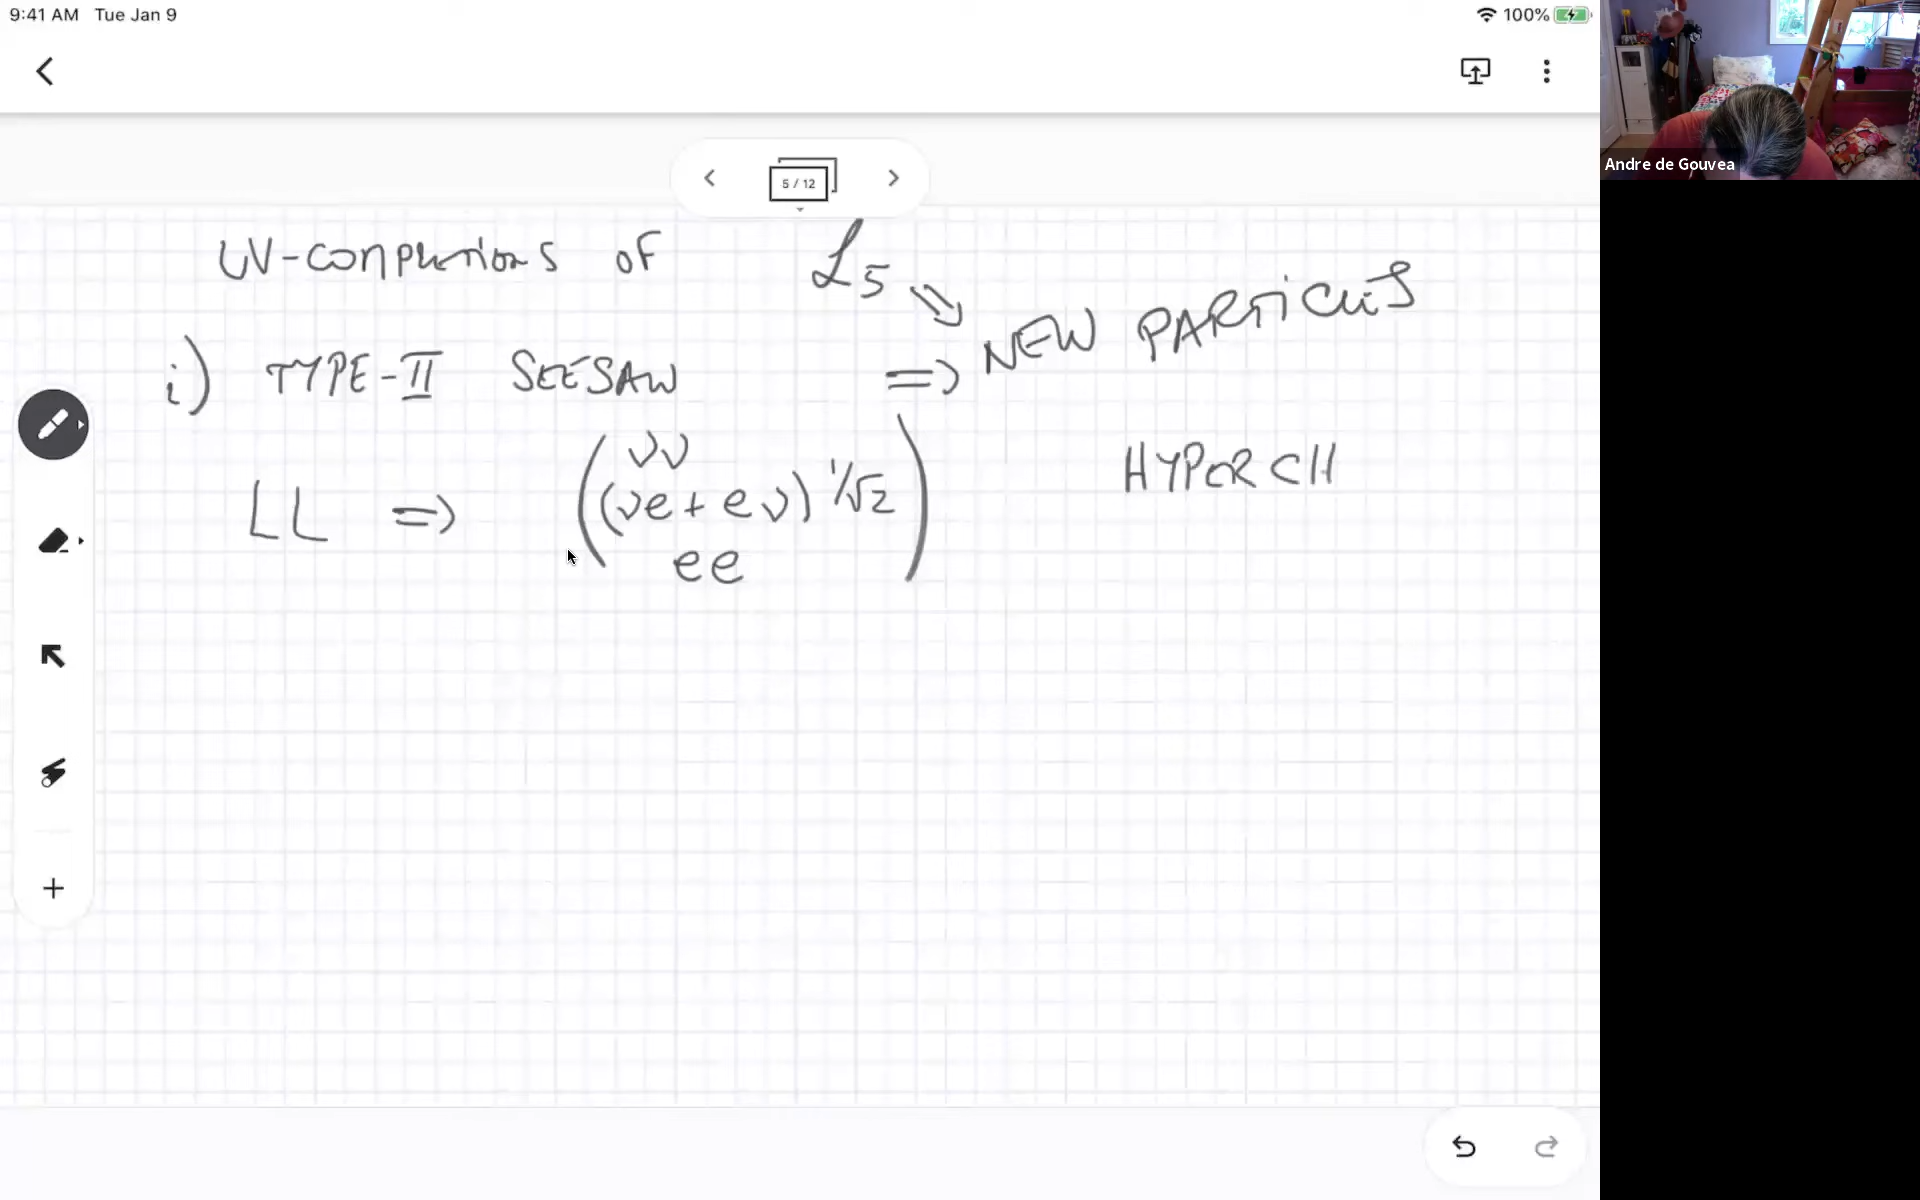 9:41 AM Tue Jan 9
100%
Andre de Gouvea
5 / 12
UV-completions of L5
=> NEW PARTICLES
i) TYPE-II SEESAW =>
LL => ( νν
(νe + eν) 1/√2
ee )
HYPERCH